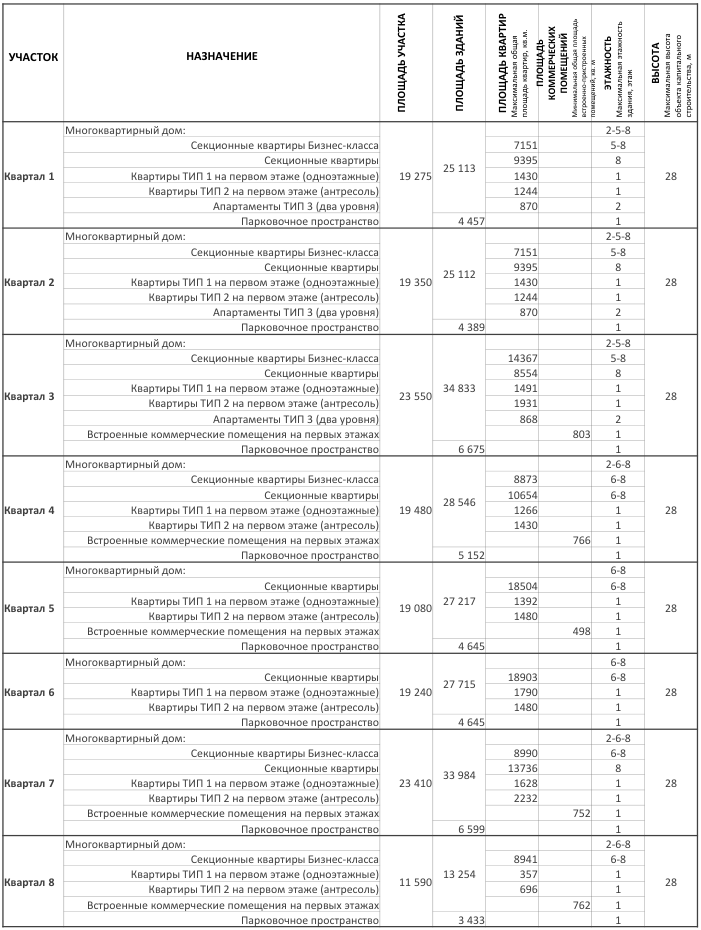 УЧАСТОК НАЗНАЧЕНИЕ ПЛОЩАДЬ УЧАСТКА ПЛОЩАДЬ ЗДАНИЙ ПЛОЩАДЬ КВАРТИР Максимальная общая площадь квартир, кв.м. ПЛОЩАДЬ КОММЕРЧЕСКИХ ПОМЕЩЕНИЙ Минимальная общая площадь встроенно-пристроенных помещений, кв. м ЭТАЖНОСТЬ Максимальная этажность здания, этаж ВЫСОТА Максимальная высота объекта капитального строительства, м
Квартал 1 19 275 25 113 28
Многоквартирный дом: 2-5-8
Секционные квартиры Бизнес-класса 7151 5-8
Секционные квартиры 9395 8
Квартиры ТИП 1 на первом этаже (одноэтажные) 1430 1
Квартиры ТИП 2 на первом этаже (антресоль) 1244 1
Апартаменты ТИП 3 (два уровня) 870 2
Парковочное пространство 4 457 1
Квартал 2 19 350 25 112 28
Многоквартирный дом: 2-5-8
Секционные квартиры Бизнес-класса 7151 5-8
Секционные квартиры 9395 8
Квартиры ТИП 1 на первом этаже (одноэтажные) 1430 1
Квартиры ТИП 2 на первом этаже (антресоль) 1244 1
Апартаменты ТИП 3 (два уровня) 870 2
Парковочное пространство 4 389 1
Квартал 3 23 550 34 833 28
Многоквартирный дом: 2-5-8
Секционные квартиры Бизнес-класса 14367 5-8
Секционные квартиры 8554 8
Квартиры ТИП 1 на первом этаже (одноэтажные) 1491 1
Квартиры ТИП 2 на первом этаже (антресоль) 1931 1
Апартаменты ТИП 3 (два уровня) 868 2
Встроенные коммерческие помещения на первых этажах 803 1
Парковочное пространство 6 675 1
Квартал 4 19 480 28 546 28
Многоквартирный дом: 2-6-8
Секционные квартиры Бизнес-класса 8873 6-8
Секционные квартиры 10654 6-8
Квартиры ТИП 1 на первом этаже (одноэтажные) 1266 1
Квартиры ТИП 2 на первом этаже (антресоль) 1430 1
Встроенные коммерческие помещения на первых этажах 766 1
Парковочное пространство 5 152 1
Квартал 5 19 080 27 217 28
Многоквартирный дом: 6-8
Секционные квартиры 18504 6-8
Квартиры ТИП 1 на первом этаже (одноэтажные) 1392 1
Квартиры ТИП 2 на первом этаже (антресоль) 1480 1
Встроенные коммерческие помещения на первых этажах 498 1
Парковочное пространство 4 645 1
Квартал 6 19 240 27 715 28
Многоквартирный дом: 6-8
Секционные квартиры 18903 6-8
Квартиры ТИП 1 на первом этаже (одноэтажные) 1790 1
Квартиры ТИП 2 на первом этаже (антресоль) 1480 1
Парковочное пространство 4 645 1
Квартал 7 23 410 33 984 28
Многоквартирный дом: 2-6-8
Секционные квартиры Бизнес-класса 8990 6-8
Секционные квартиры 13736 8
Квартиры ТИП 1 на первом этаже (одноэтажные) 1628 1
Квартиры ТИП 2 на первом этаже (антресоль) 2232 1
Встроенные коммерческие помещения на первых этажах 752 1
Парковочное пространство 6 599 1
Квартал 8 11 590 13 254 28
Многоквартирный дом: 2-6-8
Секционные квартиры Бизнес-класса 8941 6-8
Квартиры ТИП 1 на первом этаже (одноэтажные) 357 1
Квартиры ТИП 2 на первом этаже (антресоль) 696 1
Встроенные коммерческие помещения на первых этажах 762 1
Парковочное пространство 3 433 1